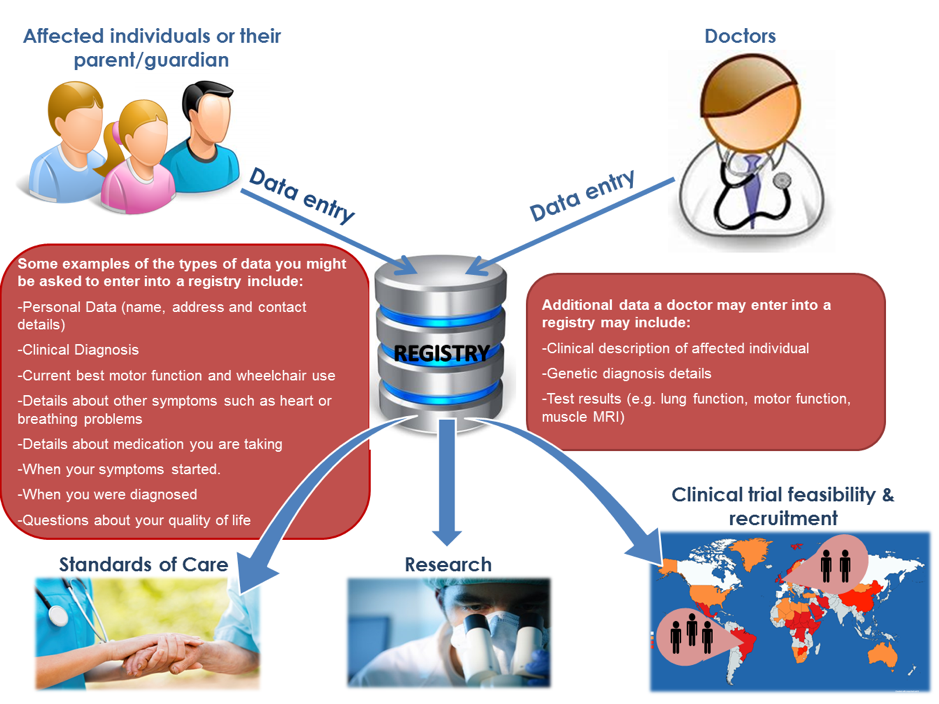 Affected individuals or their
parent/guardian
Doctors
Data entry
Data entry
Some examples of the types of data you might
be asked to enter into a registry include:
-Personal Data (name, address and contact
details)
-Clinical Diagnosis
-Current best motor function and wheelchair use
-Details about other symptoms such as heart or
breathing problems
-Details about medication you are taking
-When your symptoms started.
-When you were diagnosed
-Questions about your quality of life
REGISTRY
Additional data a doctor may enter into a
registry may include:
-Clinical description of affected individual
-Genetic diagnosis details
-Test results (e.g. lung function, motor function,
muscle MRI)
Standards of Care
Research
Clinical trial feasibility &
recruitment